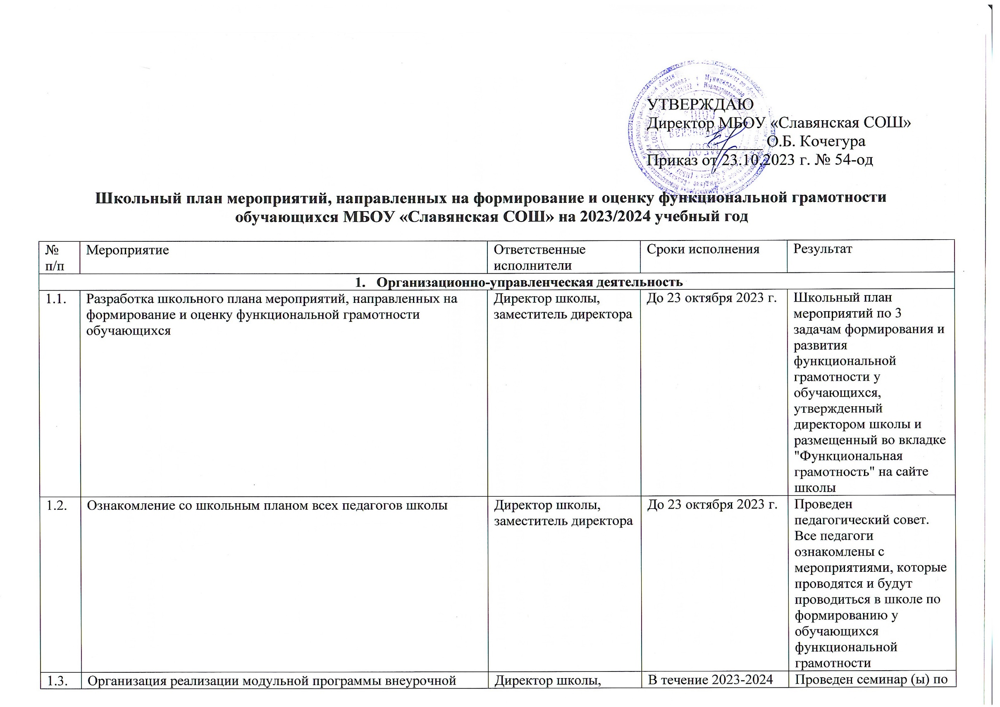 УТВЕРЖДАЮ
Директор МБОУ «Славянская СОШ»
О.Б. Кочегура
Приказ от 23.10.2023 г. № 54-од
Школьный план мероприятий, направленных на формирование и оценку функциональной грамотности
обучающихся МБОУ «Славянская СОШ» на 2023/2024 учебный год
№
п/п
Мероприятие
Ответственные
исполнители
Сроки исполнения
Результат
1. Организационно-управленческая деятельность
1.1.
Разработка школьного плана мероприятий, направленных на
формирование и оценку функциональной грамотности
обучающихся
Директор школы,
заместитель директора
До 23 октября 2023 г.
Школьный план
мероприятий по 3
задачам формирования и
развития
функциональной
грамотности у
обучающихся,
утвержденный
директором школы и
размещенный во вкладке
"Функциональная
грамотность" на сайте
школы
1.2.
Ознакомление со школьным планом всех педагогов школы
Директор школы,
заместитель директора
До 23 октября 2023 г.
Проведен
педагогический совет.
Все педагоги
ознакомлены с
мероприятиями, которые
проводятся и будут
проводиться в школе по
формированию у
обучающихся
функциональной
грамотности
1.3.
Организация реализации модульной программы внеурочной
Директор школы,
В течение 2023-2024
Проведен семинар (ы) по